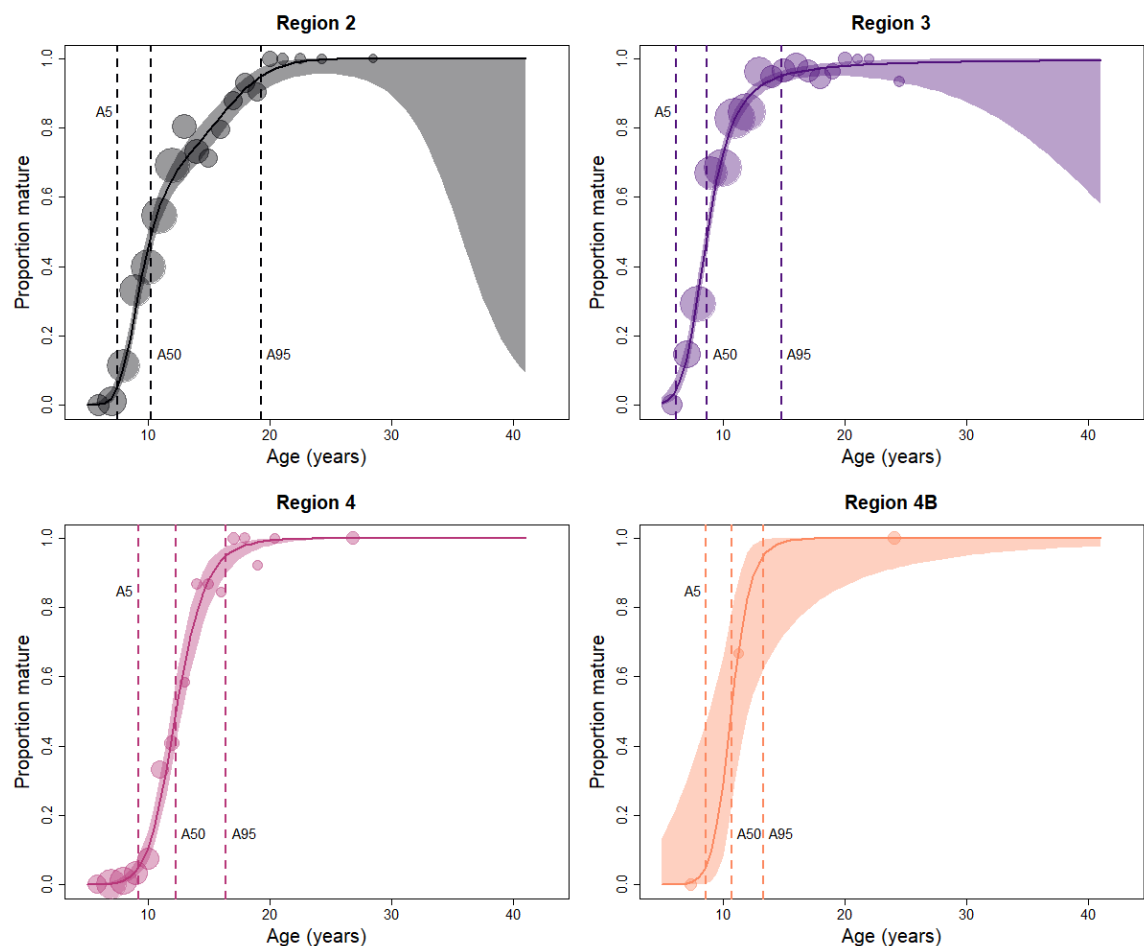 Region 2
Proportion mature
0.0 0.2 0.4 0.6 0.8 1.0
A5
A50
A95
10 20 30 40
Age (years)
Region 3
Proportion mature
0.0 0.2 0.4 0.6 0.8 1.0
A5
A50
A95
10 20 30 40
Age (years)
Region 4
Proportion mature
0.0 0.2 0.4 0.6 0.8 1.0
A5
A50
A95
10 20 30 40
Age (years)
Region 4B
Proportion mature
0.0 0.2 0.4 0.6 0.8 1.0
A5
A50
A95
10 20 30 40
Age (years)